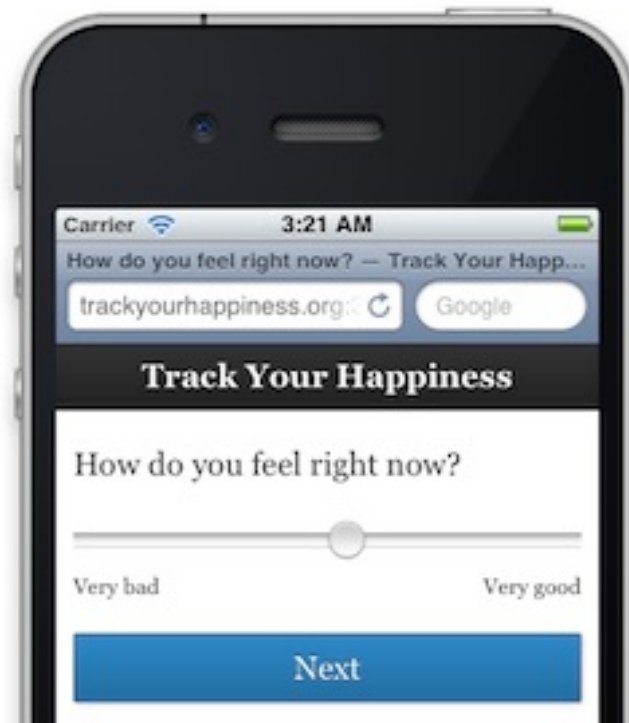 Carrier 3:21 AM
How do you feel right now? — Track Your Happ...
trackyourhappiness.org: Google
Track Your Happiness
How do you feel right now?
Very bad Very good
Next